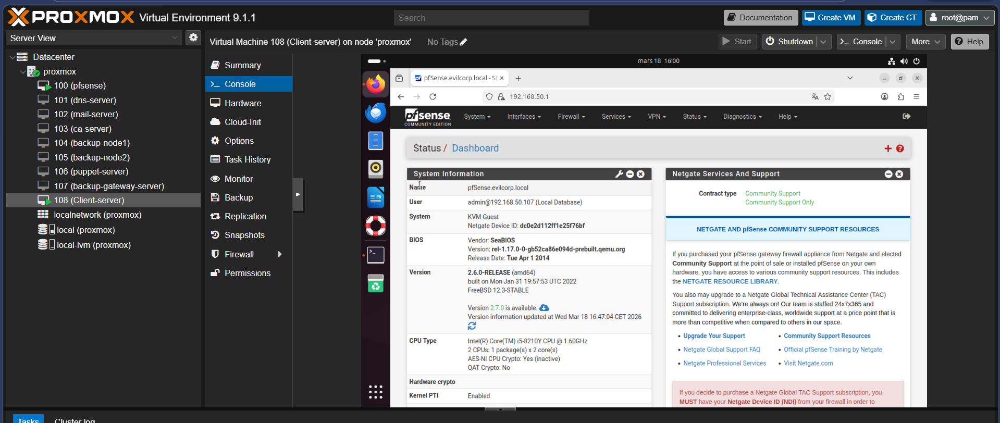 PROXMOX Virtual Environment 9.1.1
Search
Documentation
Create VM
Create CT
root@pam
Server View
Virtual Machine 108 (Client-server) on node 'proxmox'
No Tags
Start
Shutdown
Console
More
Help
Datacenter
proxmox
100 (pfsense)
101 (dns-server)
102 (mail-server)
103 (ca-server)
104 (backup-node1)
105 (backup-node2)
106 (puppet-server)
107 (backup-gateway-server)
108 (Client-server)
localnetwork (proxmox)
local (proxmox)
local-lvm (proxmox)
Summary
Console
Hardware
Cloud-Init
Options
Task History
Monitor
Backup
Replication
Snapshots
Firewall
Permissions
mars 18 16:00
pfSense.evilcorp.local - St
192.168.50.1
pfsense
COMMUNITY EDITION
System
Interfaces
Firewall
Services
VPN
Status
Diagnostics
Help
Status / Dashboard
System Information
Name pfSense.evilcorp.local
User admin@192.168.50.107 (Local Database)
System KVM Guest
Netgate Device ID: dc0e2d112ff1e25f76bf
BIOS Vendor: SeaBIOS
Version: rel-1.17.0-0-gb52ca86e094d-prebuilt.qemu.org
Release Date: Tue Apr 1 2014
Version 2.6.0-RELEASE (amd64)
built on Mon Jan 31 19:57:53 UTC 2022
FreeBSD 12.3-STABLE
Version 2.7.0 is available.
Version information updated at Wed Mar 18 16:47:04 CET 2026
CPU Type Intel(R) Core(TM) i5-8210Y CPU @ 1.60GHz
2 CPUs: 1 package(s) x 2 core(s)
AES-NI CPU Crypto: Yes (inactive)
QAT Crypto: No
Hardware crypto
Kernel PTI Enabled
Netgate Services And Support
Contract type Community Support
Community Support Only
NETGATE AND pfSense COMMUNITY SUPPORT RESOURCES
If you purchased your pfSense gateway firewall appliance from Netgate and elected
Community Support at the point of sale or installed pfSense on your own
hardware, you have access to various community support resources. This includes
the NETGATE RESOURCE LIBRARY.
You also may upgrade to a Netgate Global Technical Assistance Center (TAC)
Support subscription. We're always on! Our team is staffed 24x7x365 and
committed to delivering enterprise-class, worldwide support at a price point that is
more than competitive when compared to others in our space.
• Upgrade Your Support
• Community Support Resources
• Netgate Global Support FAQ
• Official pfSense Training by Netgate
• Netgate Professional Services
• Visit Netgate.com
If you decide to purchase a Netgate Global TAC Support subscription, you
MUST have your Netgate Device ID (NDI) from your firewall in order to
Tasks
Cluster log